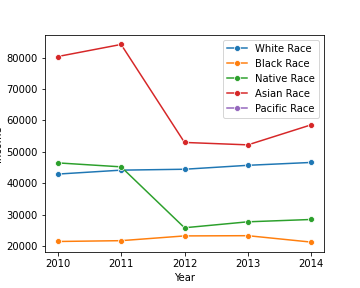 White Race
Black Race
Native Race
Asian Race
Pacific Race
80000
70000
60000
50000
40000
30000
20000
2010 2011 2012 2013 2014
Year